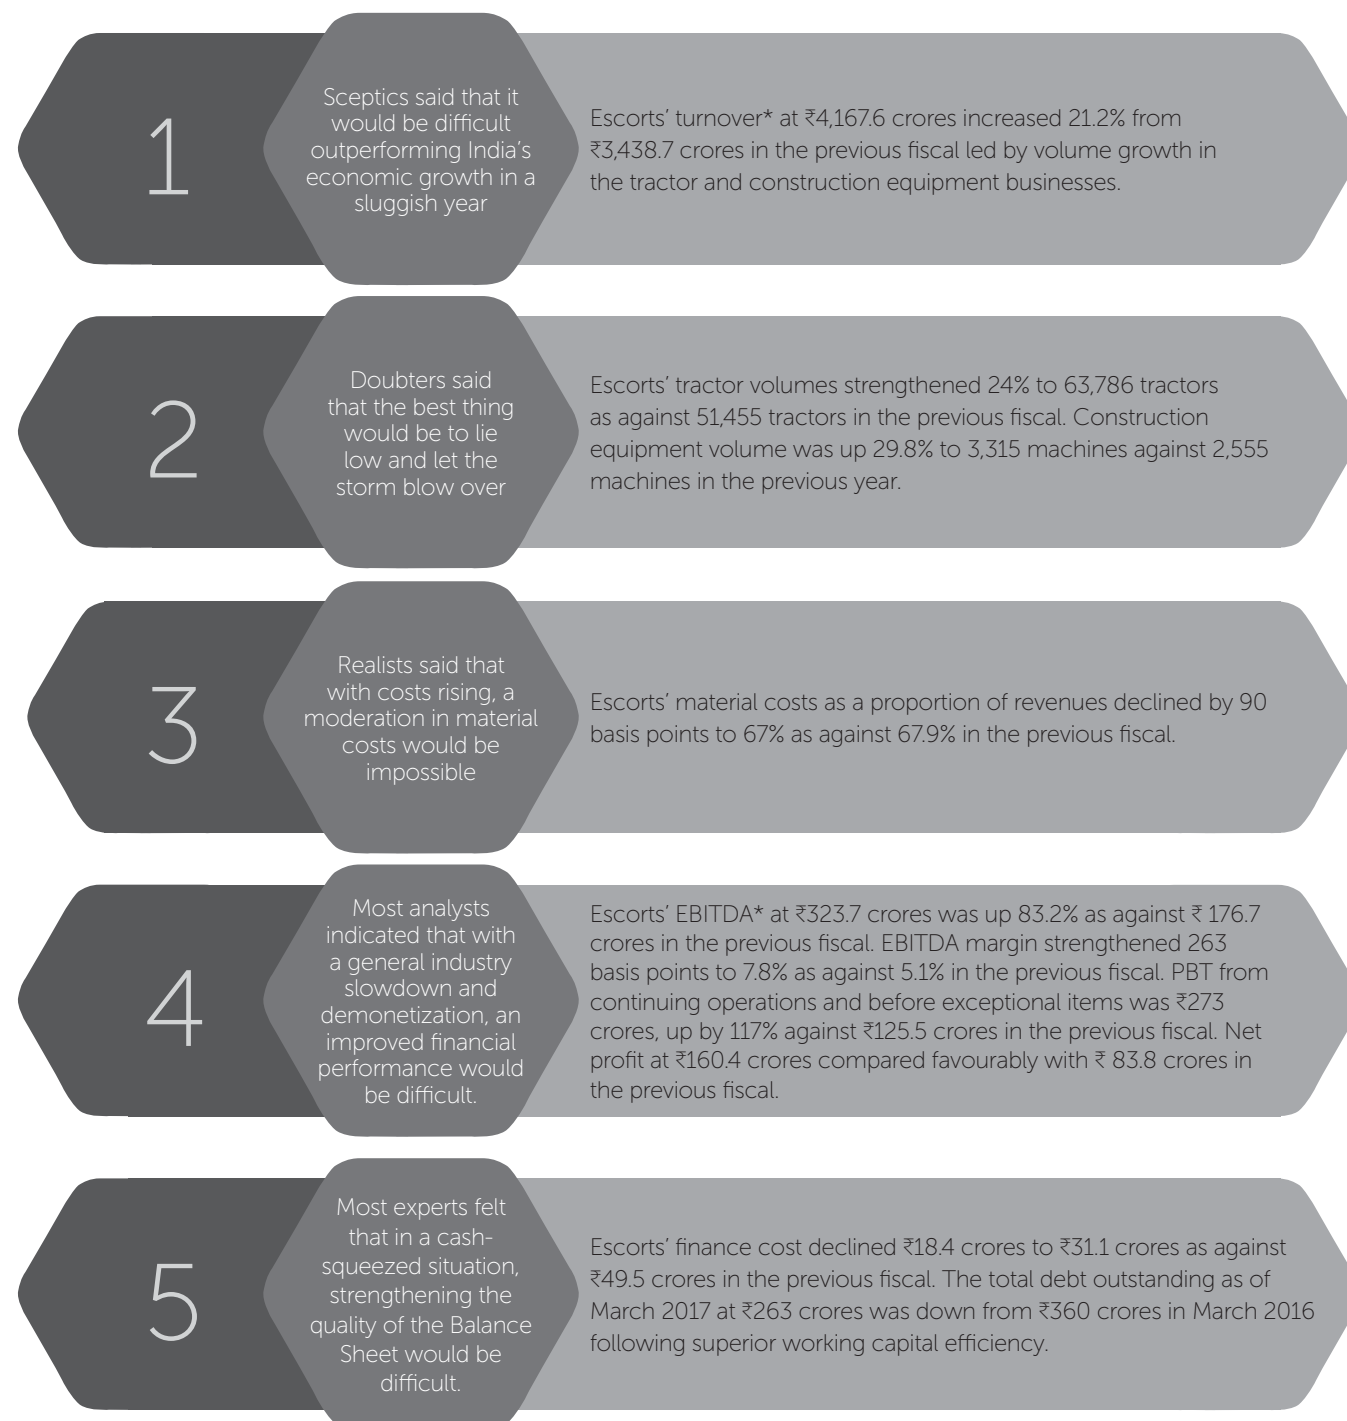 1
Sceptics said that it
would be difficult
outperforming India's
economic growth in a
sluggish year
Escorts' turnover* at ₹4,167.6 crores increased 21.2% from
₹3,438.7 crores in the previous fiscal led by volume growth in
the tractor and construction equipment businesses.
2
Doubters said
that the best thing
would be to lie
low and let the
storm blow over
Escorts' tractor volumes strengthened 24% to 63,786 tractors
as against 51,455 tractors in the previous fiscal. Construction
equipment volume was up 29.8% to 3,315 machines against 2,555
machines in the previous year.
3
Realists said that
with costs rising, a
moderation in material
costs would be
impossible
Escorts' material costs as a proportion of revenues declined by 90
basis points to 67% as against 67.9% in the previous fiscal.
4
Most analysts
indicated that with
a general industry
slowdown and
demonetization, an
improved financial
performance would
be difficult.
Escorts' EBITDA* at ₹323.7 crores was up 83.2% as against ₹ 176.7
crores in the previous fiscal. EBITDA margin strengthened 263
basis points to 7.8% as against 5.1% in the previous fiscal. PBT from
continuing operations and before exceptional items was ₹273
crores, up by 117% against ₹125.5 crores in the previous fiscal. Net
profit at ₹160.4 crores compared favourably with ₹ 83.8 crores in
the previous fiscal.
5
Most experts felt
that in a cash-
squeezed situation,
strengthening the
quality of the Balance
Sheet would be
difficult.
Escorts' finance cost declined ₹18.4 crores to ₹31.1 crores as against
₹49.5 crores in the previous fiscal. The total debt outstanding as of
March 2017 at ₹263 crores was down from ₹360 crores in March 2016
following superior working capital efficiency.